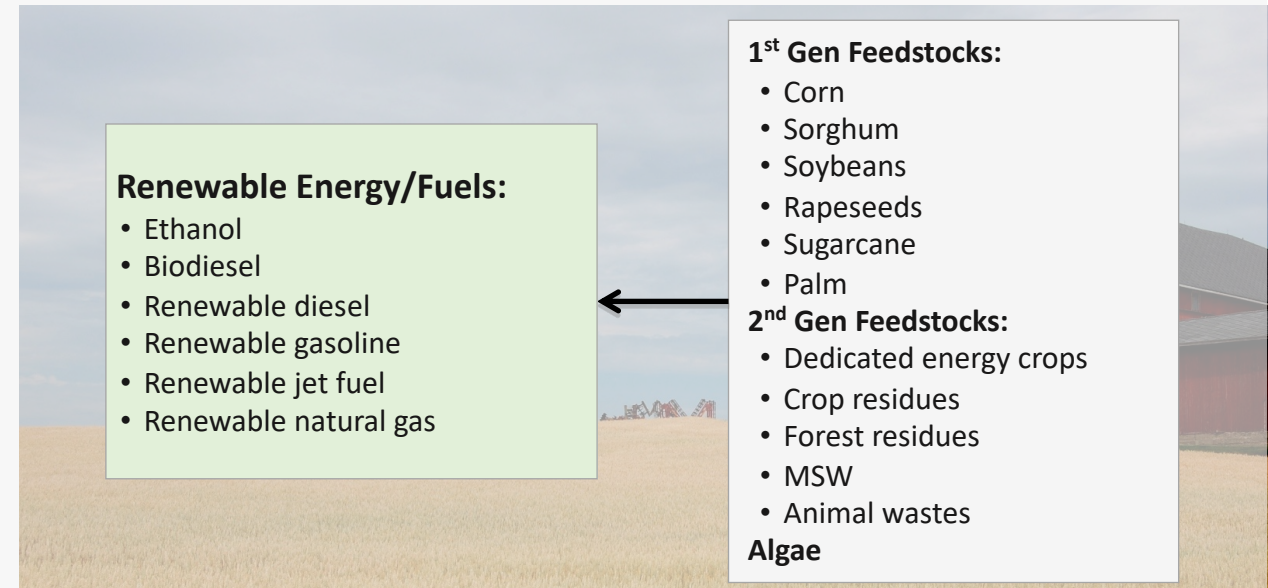 Renewable Energy/Fuels:
• Ethanol
• Biodiesel
• Renewable diesel
• Renewable gasoline
• Renewable jet fuel
• Renewable natural gas
1st Gen Feedstocks:
• Corn
• Sorghum
• Soybeans
• Rapeseeds
• Sugarcane
• Palm
2nd Gen Feedstocks:
• Dedicated energy crops
• Crop residues
• Forest residues
• MSW
• Animal wastes
Algae